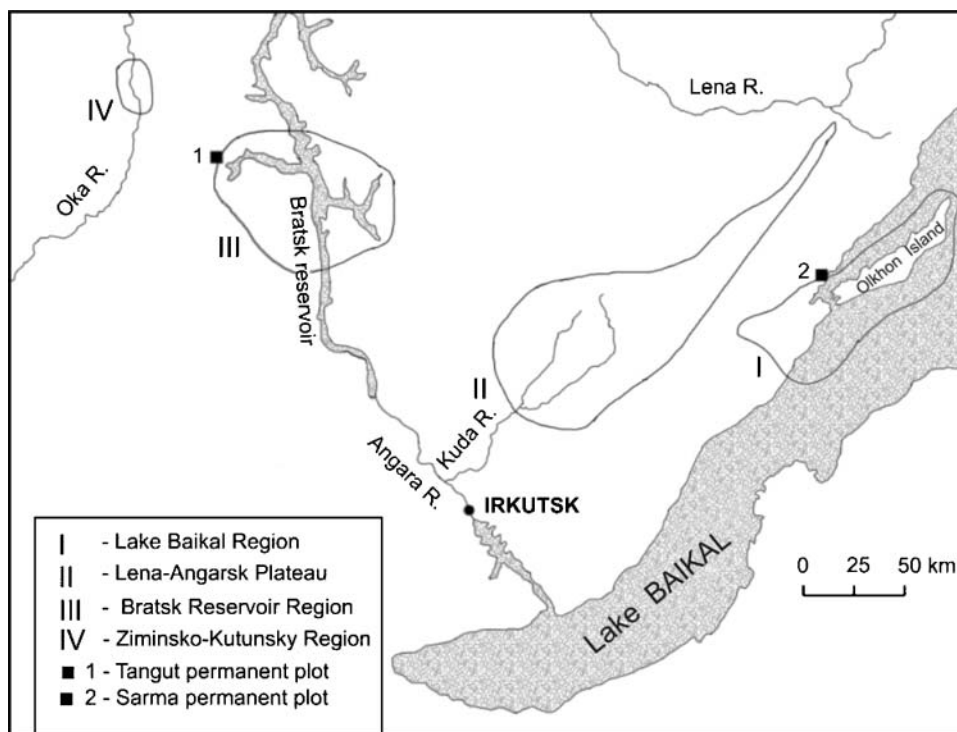 IV
Oka R.
1
III
Bratsk reservoir
Lena R.
2
Olkhon Island
I
II
Kuda R.
Angara R.
IRKUTSK
Lake BAIKAL
0 25 50 km
I - Lake Baikal Region
II - Lena-Angarsk Plateau
III - Bratsk Reservoir Region
IV - Ziminsko-Kutunsky Region
1 - Tangut permanent plot
2 - Sarma permanent plot